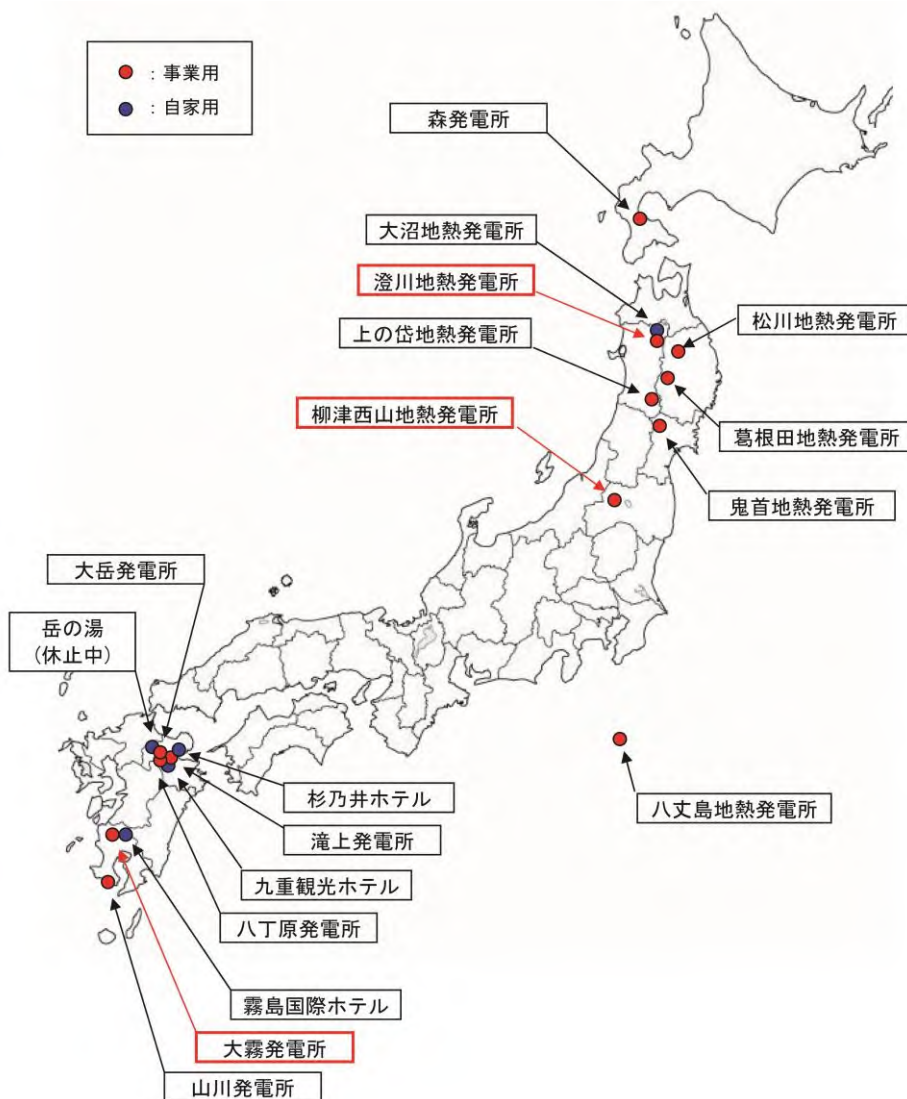 ：事業用
：自家用
森発電所
大沼地熱発電所
澄川地熱発電所
松川地熱発電所
上の岱地熱発電所
柳津西山地熱発電所
葛根田地熱発電所
鬼首地熱発電所
大岳発電所
岳の湯
（休止中）
杉乃井ホテル
八丈島地熱発電所
滝上発電所
九重観光ホテル
八丁原発電所
霧島国際ホテル
大霧発電所
山川発電所